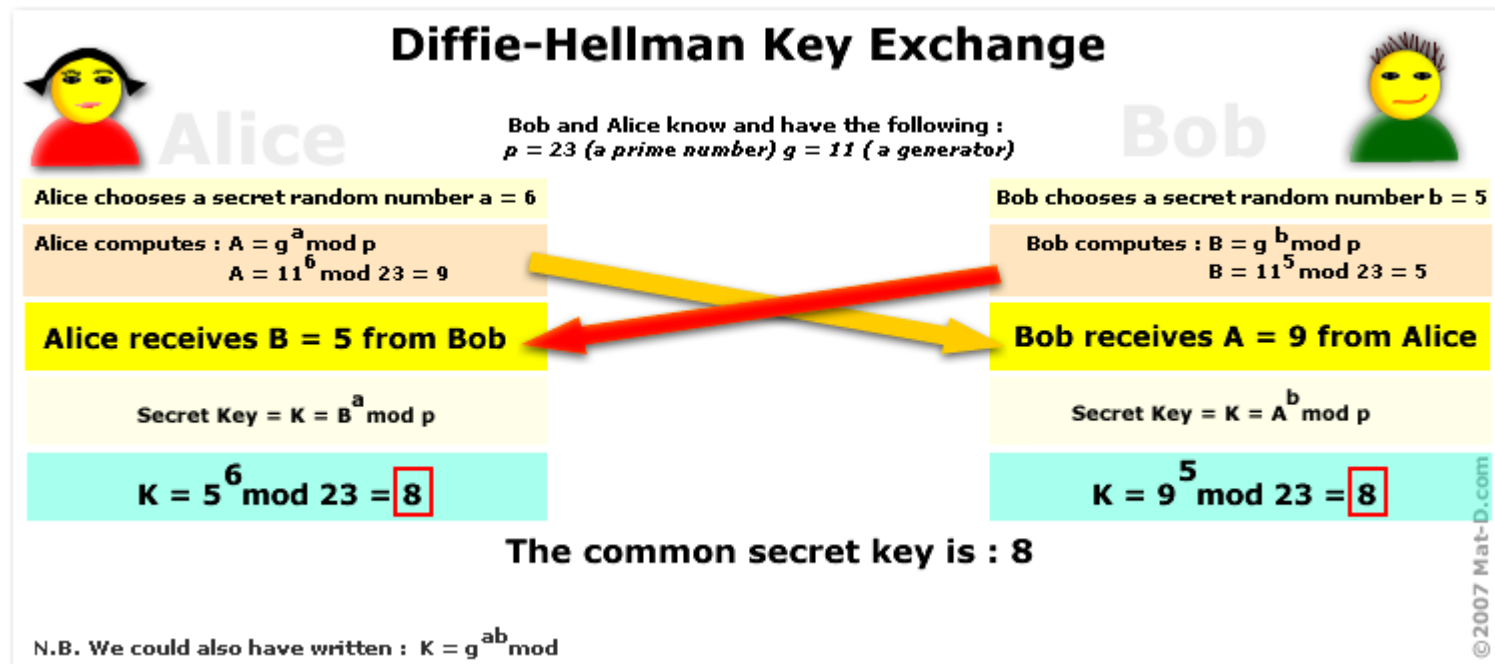 Diffie-Hellman Key Exchange
Alice
Bob
Bob and Alice know and have the following :
p = 23 (a prime number) g = 11 ( a generator)
Alice chooses a secret random number a = 6
Alice computes : A = g^a mod p
A = 11^6 mod 23 = 9
Alice receives B = 5 from Bob
Secret Key = K = B^a mod p
K = 5^6 mod 23 = 8
Bob chooses a secret random number b = 5
Bob computes : B = g^b mod p
B = 11^5 mod 23 = 5
Bob receives A = 9 from Alice
Secret Key = K = A^b mod p
K = 9^5 mod 23 = 8
The common secret key is : 8
N.B. We could also have written : K = g^ab mod
©2007 Mat-D.com